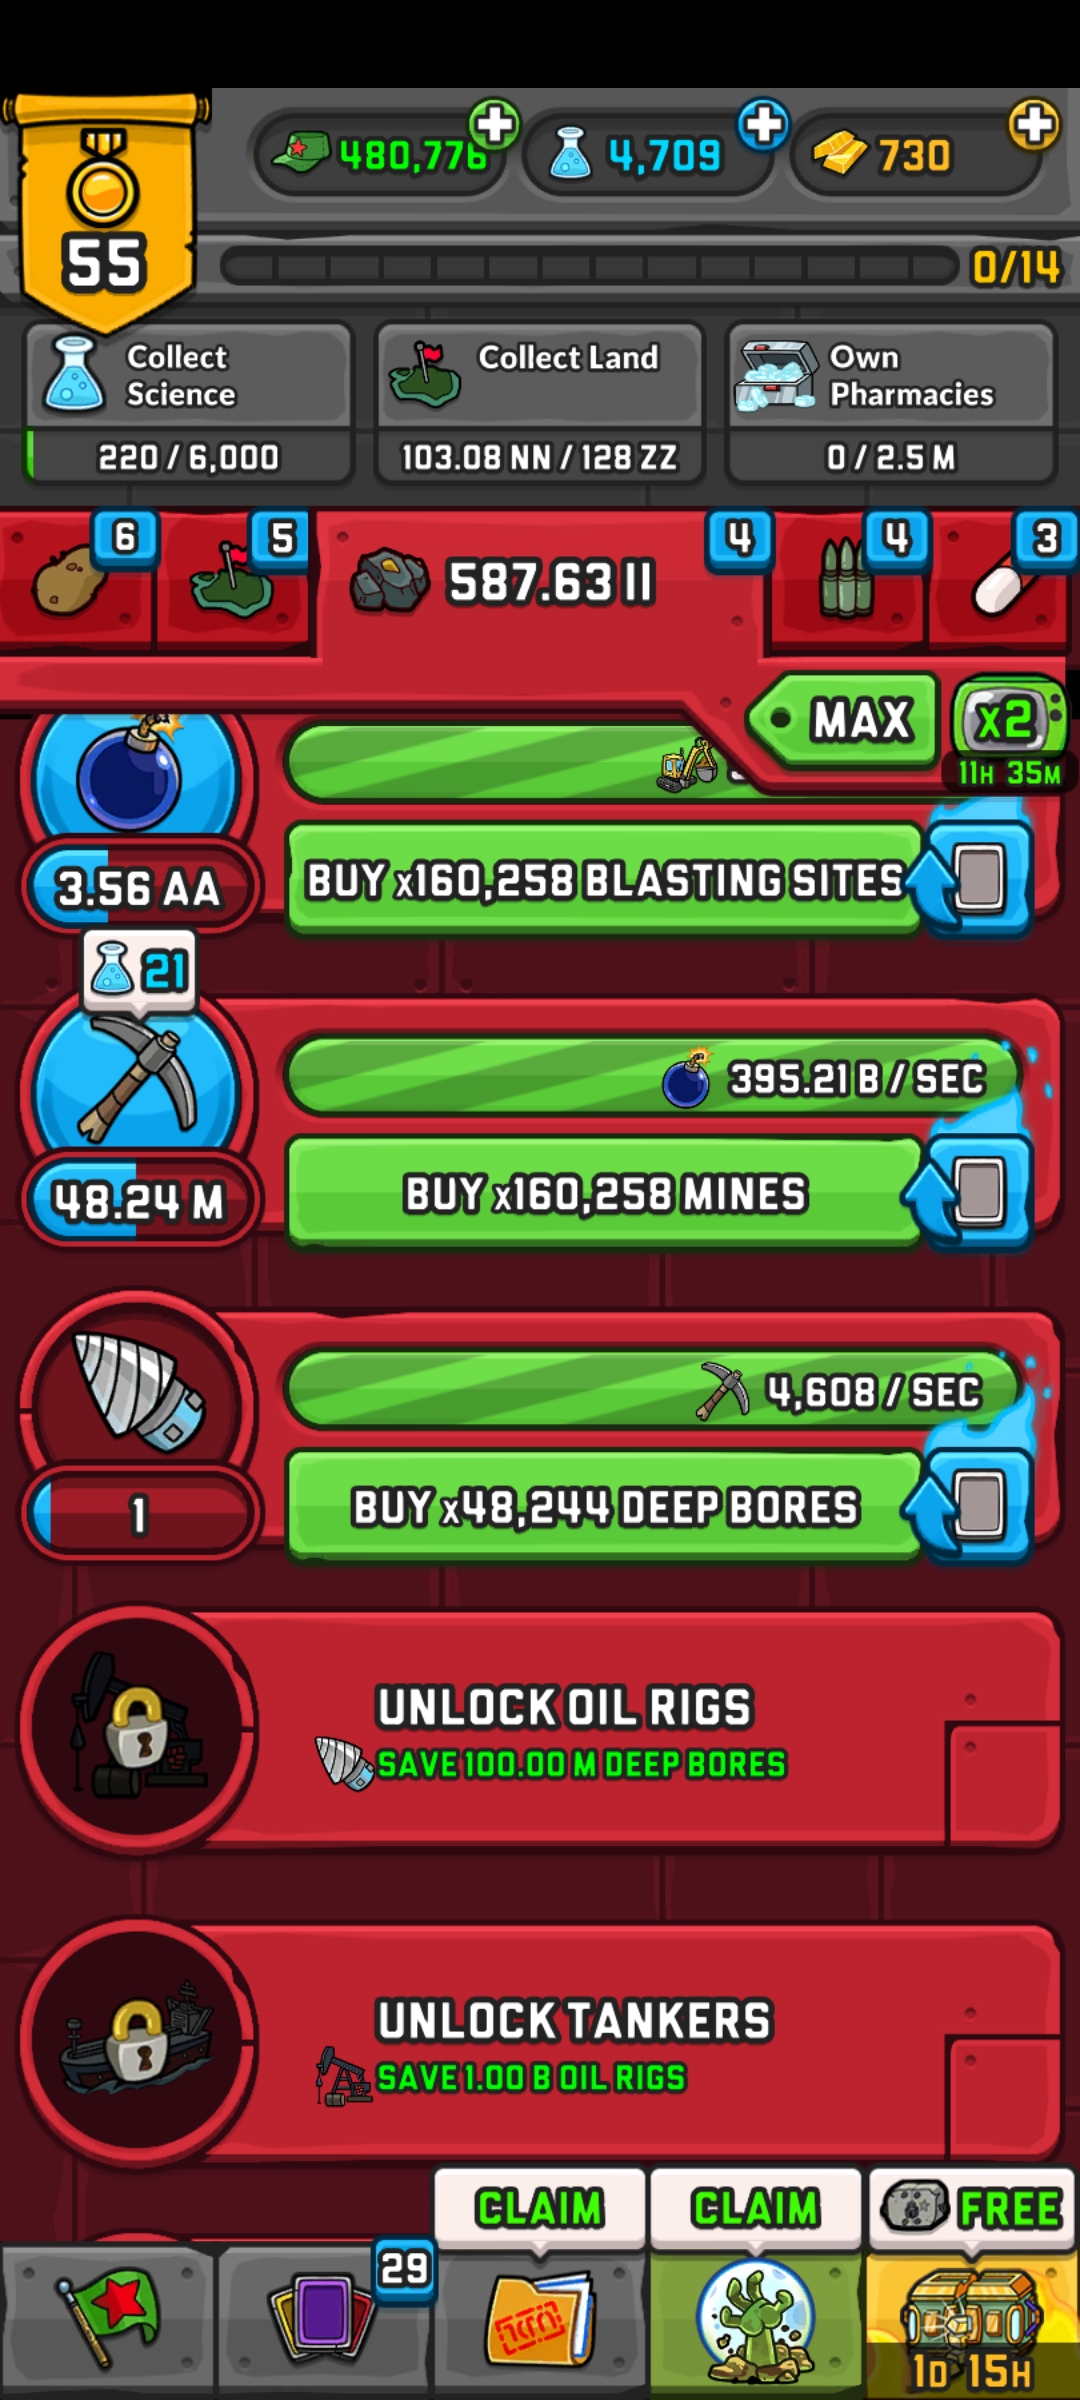 480,776
4,709
730
55
0/14
Collect
Science
220 / 6,000
Collect Land
103.08 NN / 128 ZZ
Own
Pharmacies
0 / 2.5 M
6
5
587.63 II
4
4
3
MAX
x2
11H 35M
3.56 AA
BUY x160,258 BLASTING SITES
21
395.21 B / SEC
48.24 M
BUY x160,258 MINES
4,608 / SEC
1
BUY x48,244 DEEP BORES
UNLOCK OIL RIGS
SAVE 100.00 M DEEP BORES
UNLOCK TANKERS
SAVE 1.00 B OIL RIGS
CLAIM
CLAIM
FREE
29
1D 15H